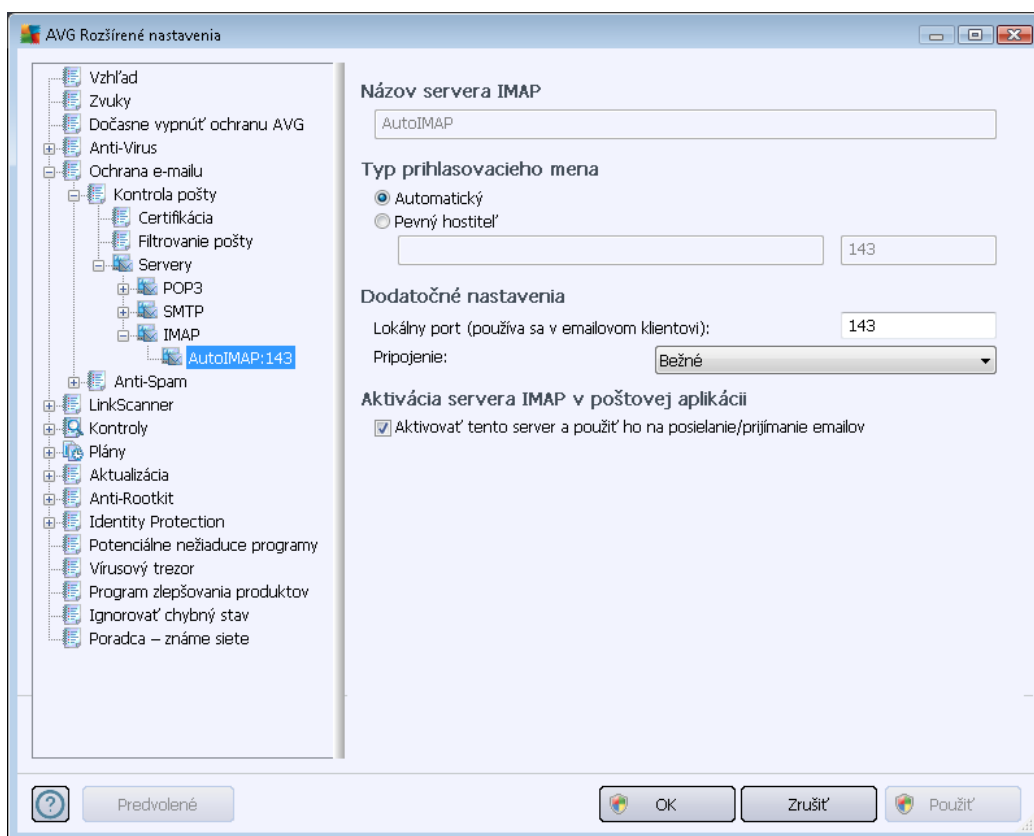 AVG Rozšírené nastavenia
Vzhľad
Zvuky
Dočasne vypnúť ochranu AVG
Anti-Virus
Ochrana e-mailu
Kontrola pošty
Certifikácia
Filtrovanie pošty
Servery
POP3
SMTP
IMAP
AutoIMAP:143
Anti-Spam
LinkScanner
Kontroly
Plány
Aktualizácia
Anti-Rootkit
Identity Protection
Potenciálne nežiaduce programy
Vírusový trezor
Program zlepšovania produktov
Ignorovať chybný stav
Poradca – známe siete
Názov servera IMAP
AutoIMAP
Typ prihlasovacieho mena
Automatický
Pevný hostiteľ
143
Dodatočné nastavenia
Lokálny port (používa sa v emailovom klientovi): 143
Pripojenie: Bežné
Aktivácia servera IMAP v poštovej aplikácii
Aktivovať tento server a použiť ho na posielanie/prijímanie emailov
Predvolené OK Zrušiť Použiť